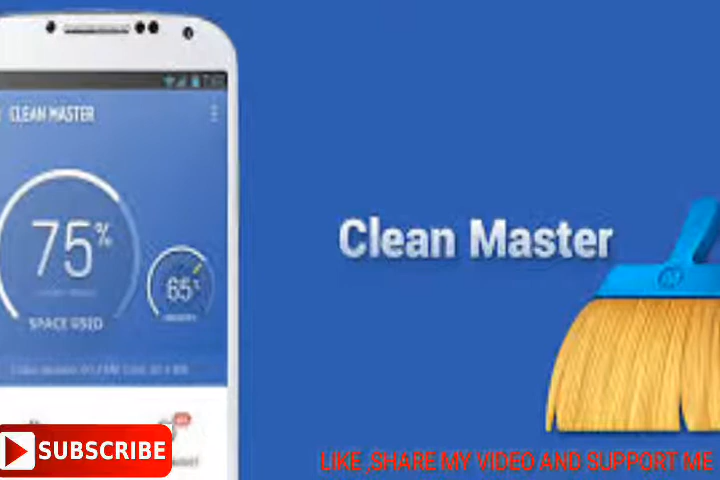 CLEAN MASTER
75%
65%
SPACE USED
Clean Master
SUBSCRIBE
LIKE ,SHARE MY VIDEO AND SUPPORT ME